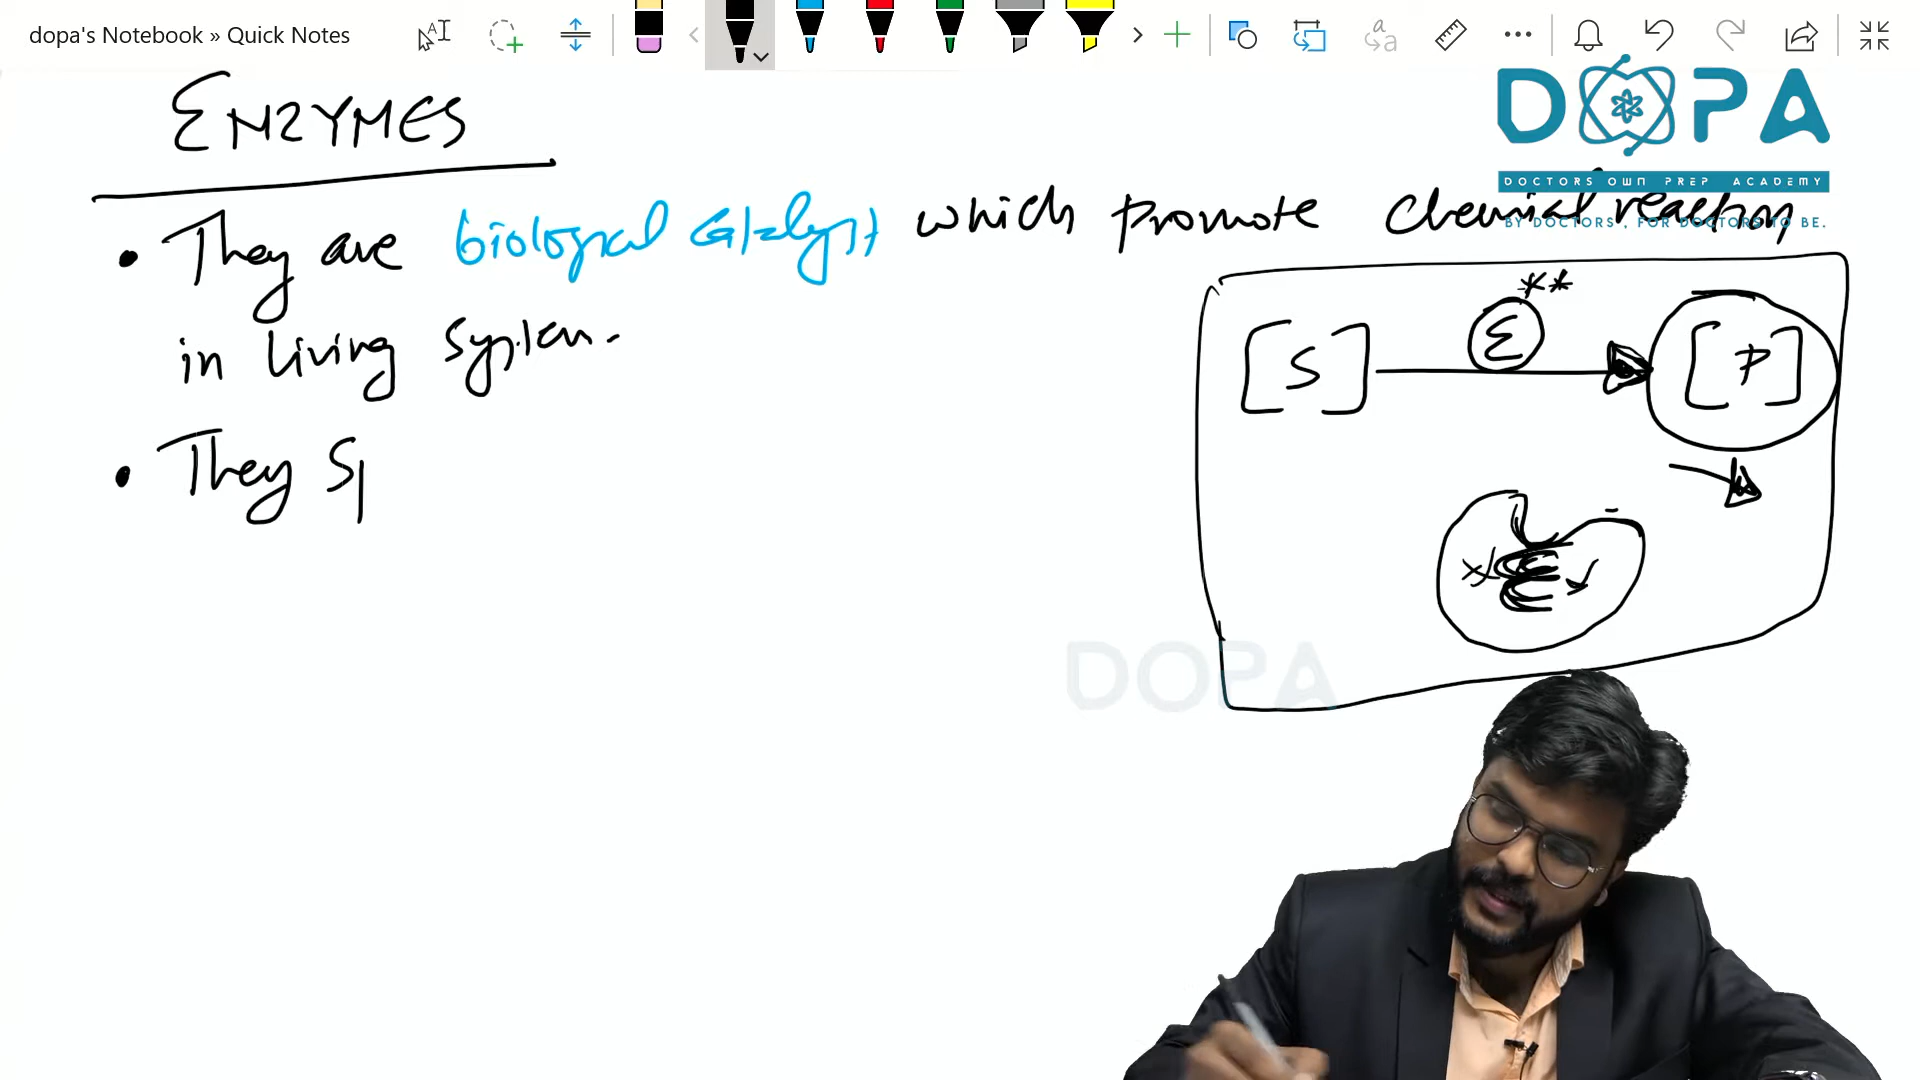 dopa's Notebook » Quick Notes
DOPA
DOCTORS OWN PREP ACADEMY
BY DOCTORS, FOR DOCTORS TO BE.
ENZYMES
• They are biological catalyst which promote chemical reaction
in living system.
• They Sp
**
[S] E [P]
DOPA